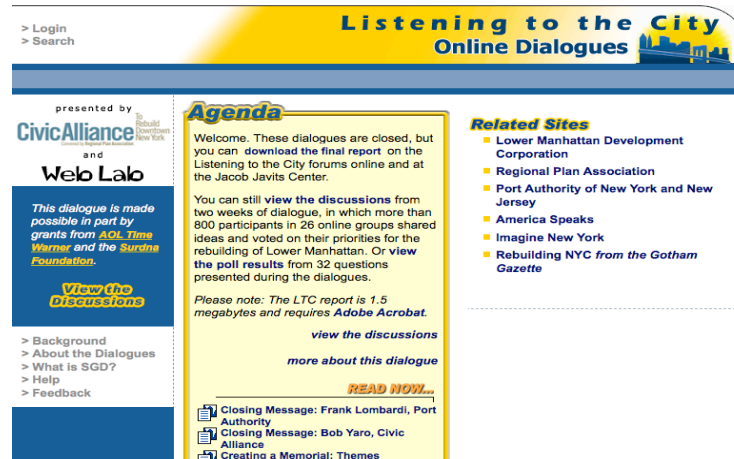 > Login
> Search
Listening to the City
Online Dialogues
presented by
CivicAlliance To Rebuild Downtown New York
Convened by Regional Plan Association
and
Web Lab
This dialogue is made
possible in part by
grants from AOL Time
Warner and the Surdna
Foundation.
View the
Discussions
> Background
> About the Dialogues
> What is SGD?
> Help
> Feedback
Agenda
Welcome. These dialogues are closed, but
you can download the final report on the
Listening to the City forums online and at
the Jacob Javits Center.
You can still view the discussions from
two weeks of dialogue, in which more than
800 participants in 26 online groups shared
ideas and voted on their priorities for the
rebuilding of Lower Manhattan. Or view
the poll results from 32 questions
presented during the dialogues.
Please note: The LTC report is 1.5
megabytes and requires Adobe Acrobat.
view the discussions
more about this dialogue
READ NOW...
Closing Message: Frank Lombardi, Port
Authority
Closing Message: Bob Yaro, Civic
Alliance
Creating a Memorial: Themes
Related Sites
Lower Manhattan Development
Corporation
Regional Plan Association
Port Authority of New York and New
Jersey
America Speaks
Imagine New York
Rebuilding NYC from the Gotham
Gazette